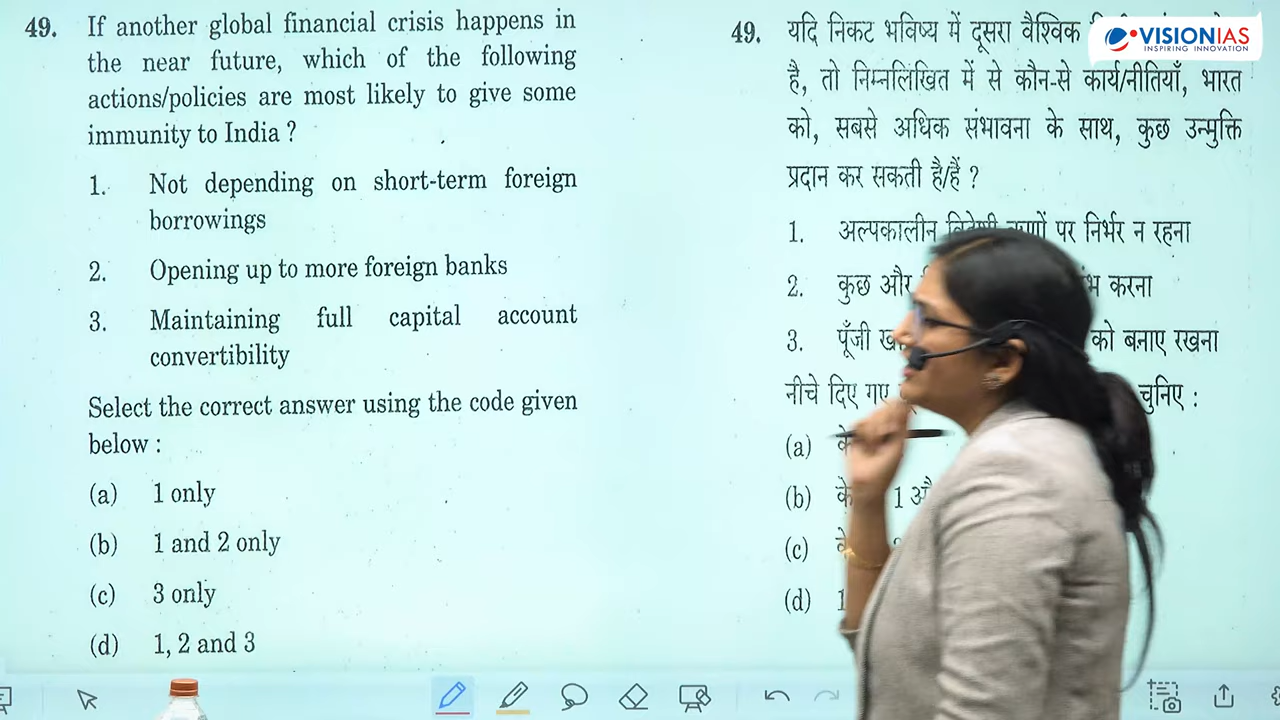 49. If another global financial crisis happens in
the near future, which of the following
actions/policies are most likely to give some
immunity to India ?
1. Not depending on short-term foreign
borrowings
2. Opening up to more foreign banks
3. Maintaining full capital account
convertibility
Select the correct answer using the code given
below :
(a) 1 only
(b) 1 and 2 only
(c) 3 only
(d) 1, 2 and 3
49. यदि निकट भविष्य में दूसरा वैश्विक
है, तो निम्नलिखित में से कौन-से कार्य/नीतियाँ, भारत
को, सबसे अधिक संभावना के साथ, कुछ उन्मुक्ति
प्रदान कर सकती है/हैं ?
1. अल्पकालीन विदेशी ऋणों पर निर्भर न रहना
2. कुछ और करना
3. पूँजी को बनाए रखना
नीचे दिए गए चुनिए :
(a)
(b) 1
(c)
(d) 1
VISIONIAS
INSPIRING INNOVATION